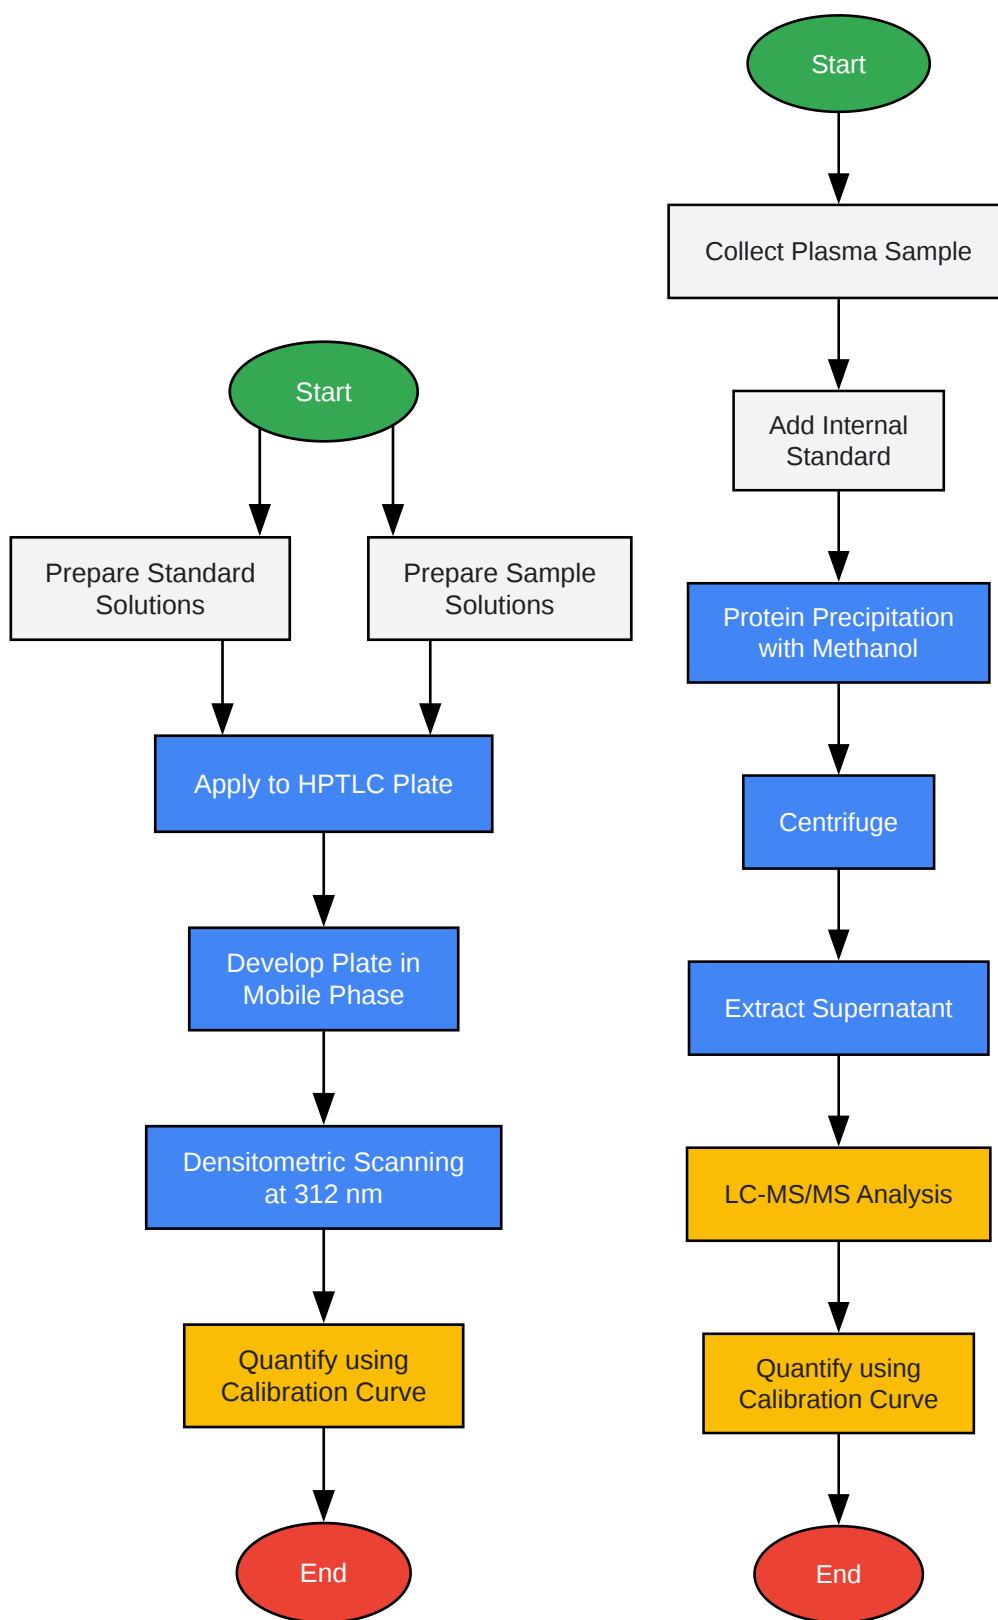 Start
Prepare Standard
Solutions
Prepare Sample
Solutions
Apply to HPTLC Plate
Develop Plate in
Mobile Phase
Densitometric Scanning
at 312 nm
Quantify using
Calibration Curve
End
Start
Collect Plasma Sample
Add Internal
Standard
Protein Precipitation
with Methanol
Centrifuge
Extract Supernatant
LC-MS/MS Analysis
Quantify using
Calibration Curve
End